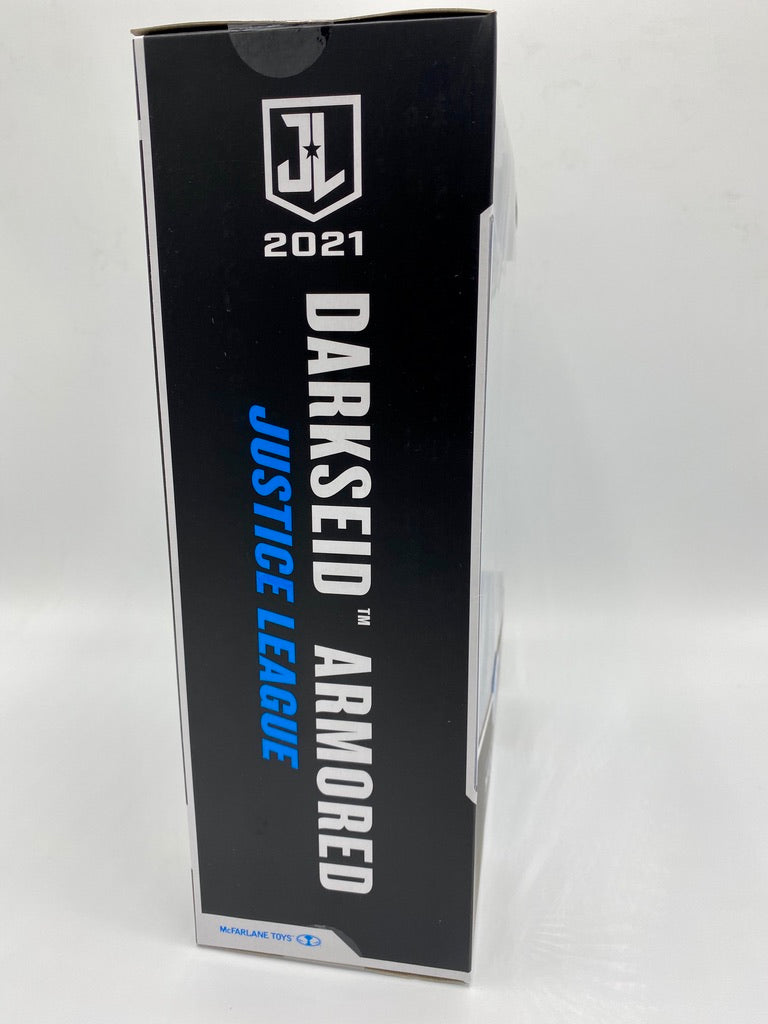 JL
2021
DARKSEID™ ARMORED
JUSTICE LEAGUE
McFARLANE TOYS